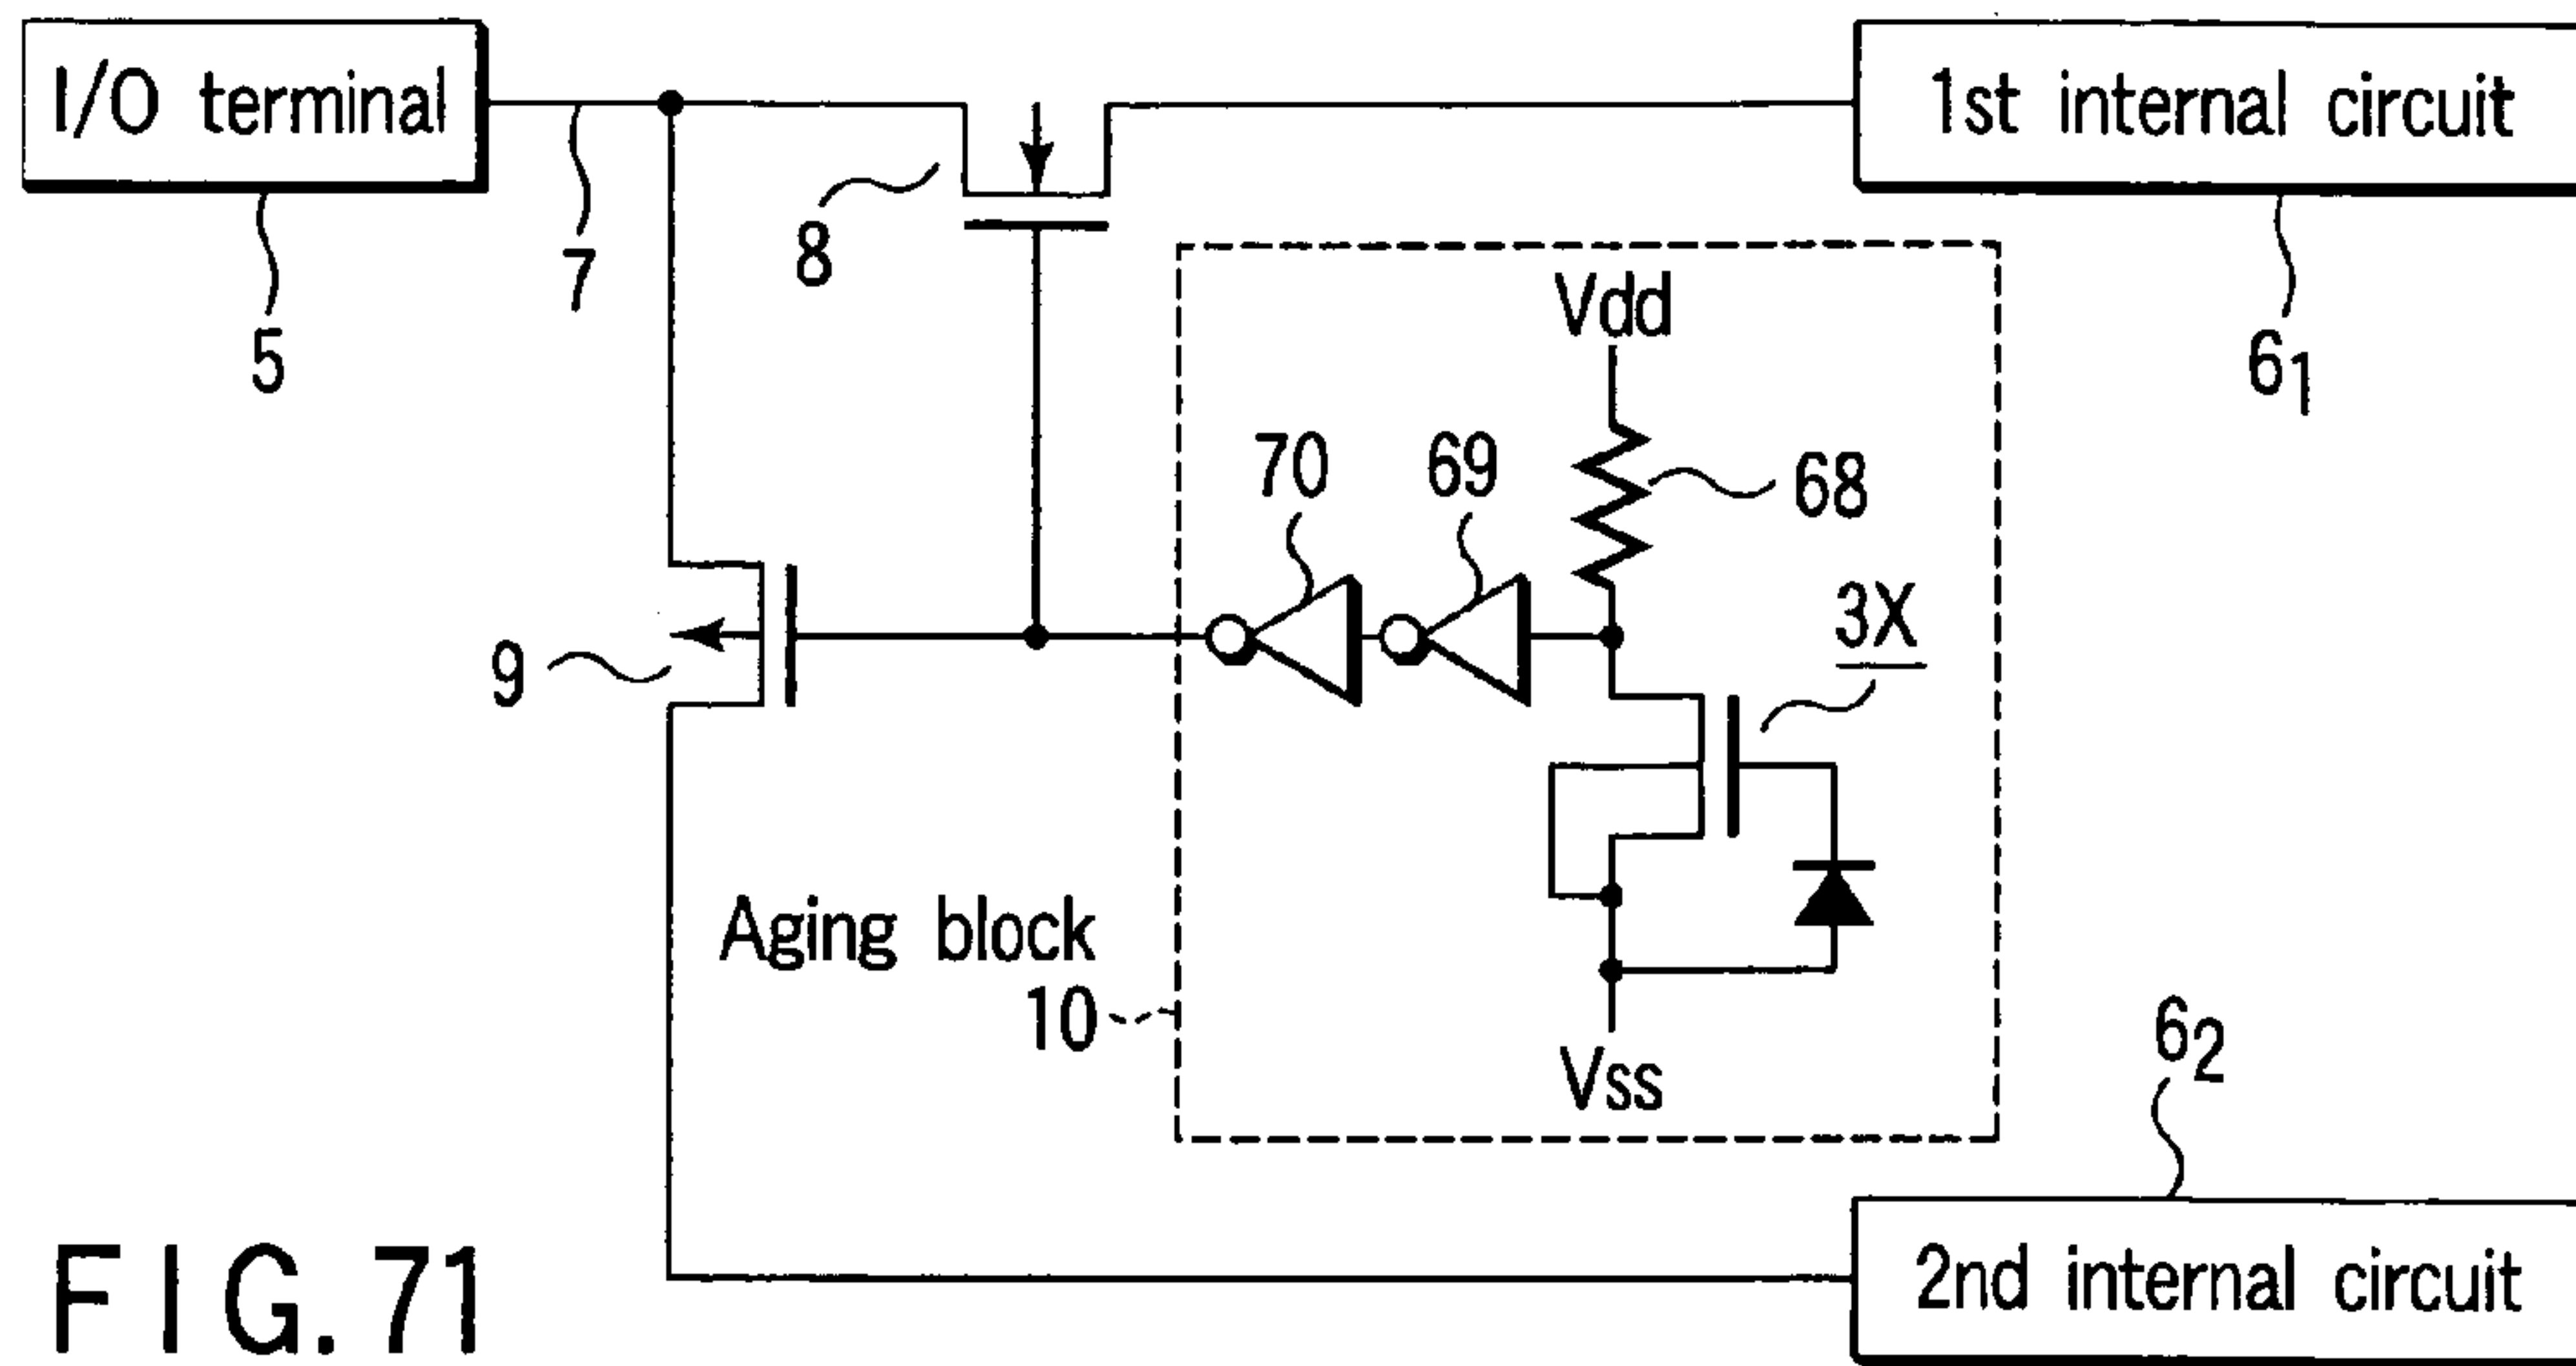 I/O terminal
1st internal circuit
5
7
8
6₁
Vdd
70
69
68
3X
9
Aging block
10
Vss
6₂
2nd internal circuit
FIG. 71